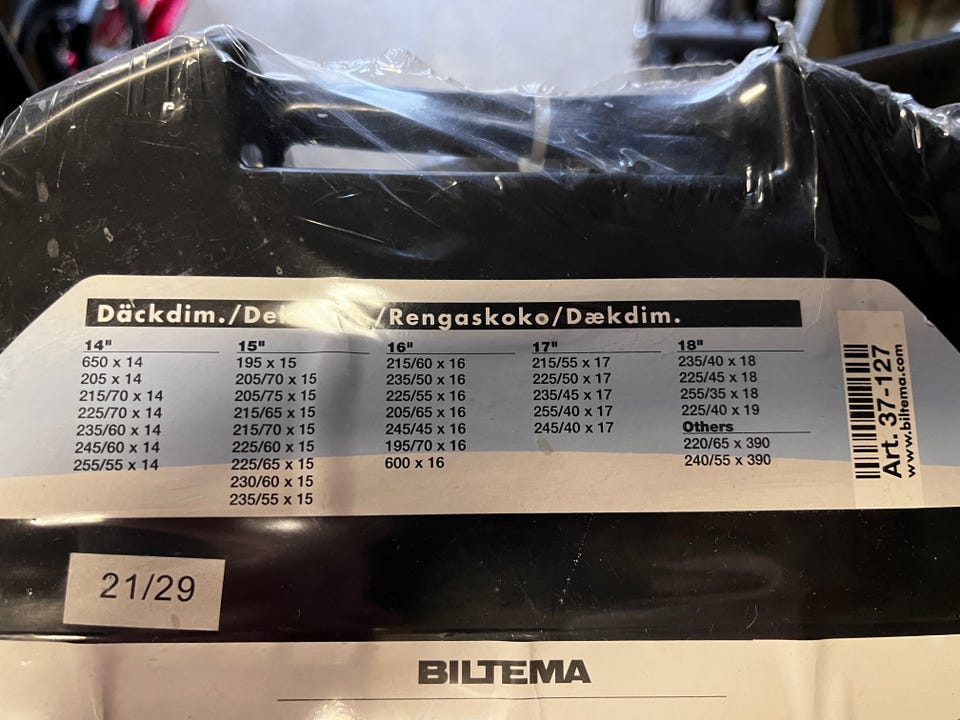 Däckdim./De /Rengaskoko/Dækdim.
14"
650 x 14
205 x 14
215/70 x 14
225/70 x 14
235/60 x 14
245/60 x 14
255/55 x 14
15"
195 x 15
205/70 x 15
205/75 x 15
215/65 x 15
215/70 x 15
225/60 x 15
225/65 x 15
230/60 x 15
235/55 x 15
16"
215/60 x 16
235/50 x 16
225/55 x 16
205/65 x 16
245/45 x 16
195/70 x 16
600 x 16
17"
215/55 x 17
225/50 x 17
235/45 x 17
255/40 x 17
245/40 x 17
18"
235/40 x 18
225/45 x 18
255/35 x 18
225/40 x 19
Others
220/65 x 390
240/55 x 390
Art. 37-127
www.biltema.com
21/29
BILTEMA